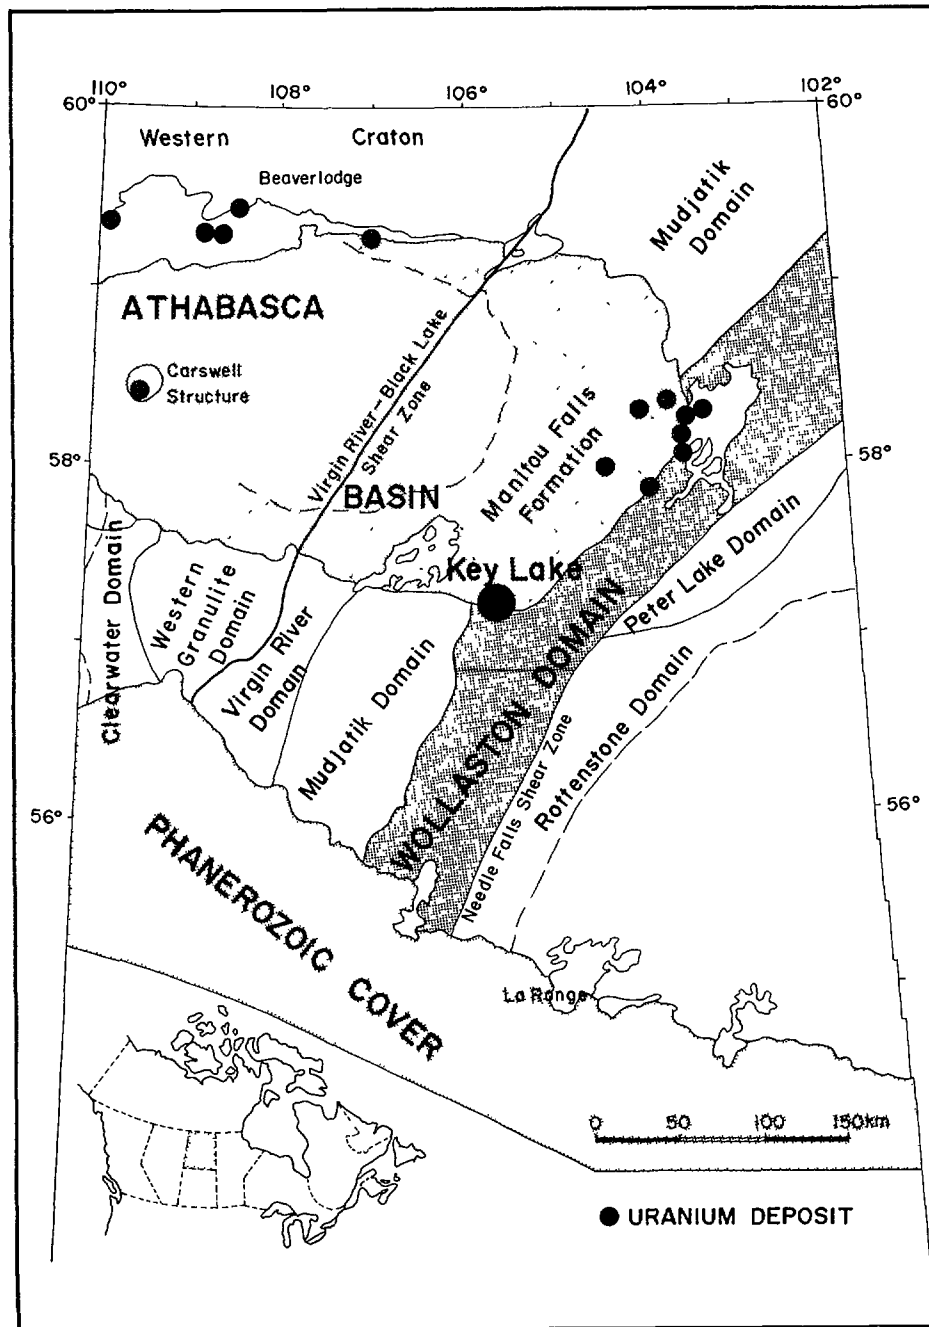 110°
108°
106°
104°
102°
60°
60°
Western Craton
Beaverlodge
Mudjatik
Domain
ATHABASCA
Carswell
Structure
Virgin River-Black Lake
Shear Zone
Manitou Falls
Formation
58°
58°
BASIN
Key Lake
Clearwater Domain
Western
Granulite
Domain
Virgin River
Domain
Mudjatik Domain
WOLLASTON DOMAIN
Peter Lake Domain
Needle Falls Shear Zone
Rottenstone Domain
56°
56°
PHANEROZOIC COVER
La Ronge
0 50 100 150km
URANIUM DEPOSIT